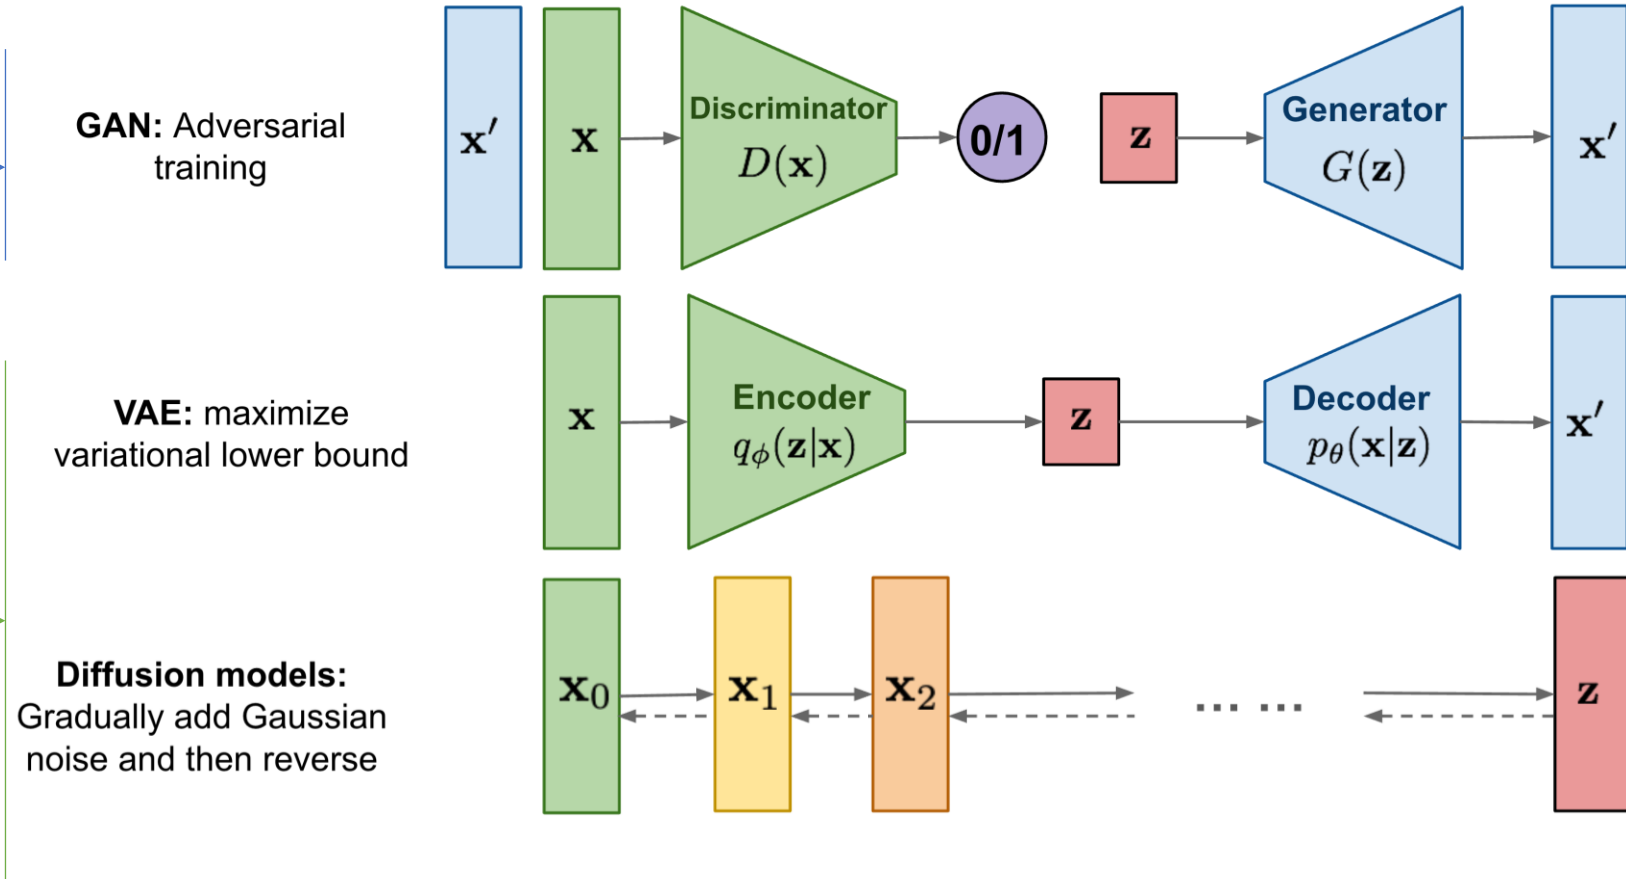 GAN: Adversarial
training
x′
x
Discriminator
D(x)
0/1
z
Generator
G(z)
x′
VAE: maximize
variational lower bound
x
Encoder
qϕ(z|x)
z
Decoder
pθ(x|z)
x′
Diffusion models:
Gradually add Gaussian
noise and then reverse
x₀
x₁
x₂
... ...
z